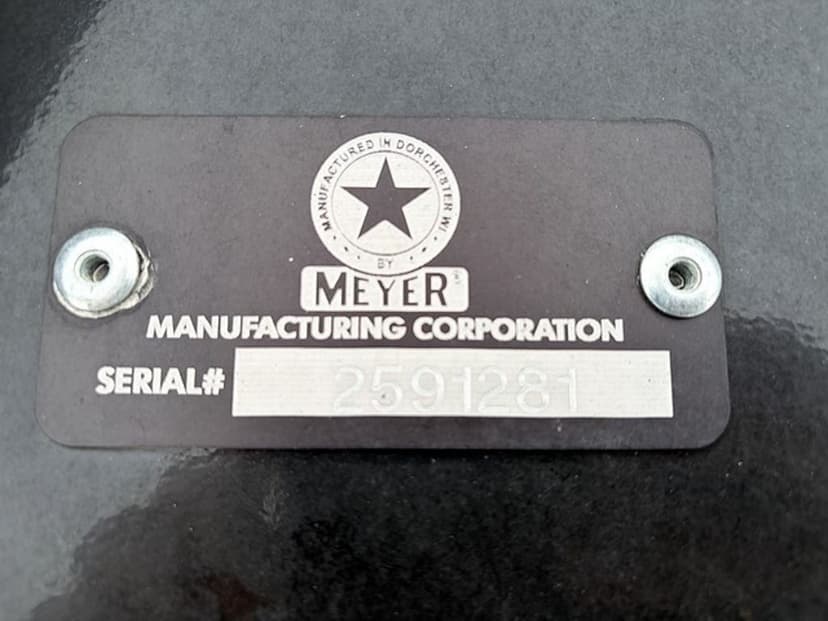 MANUFACTURED IN DORCHESTER WI.
BY
MEYER
MANUFACTURING CORPORATION
SERIAL# 2591281